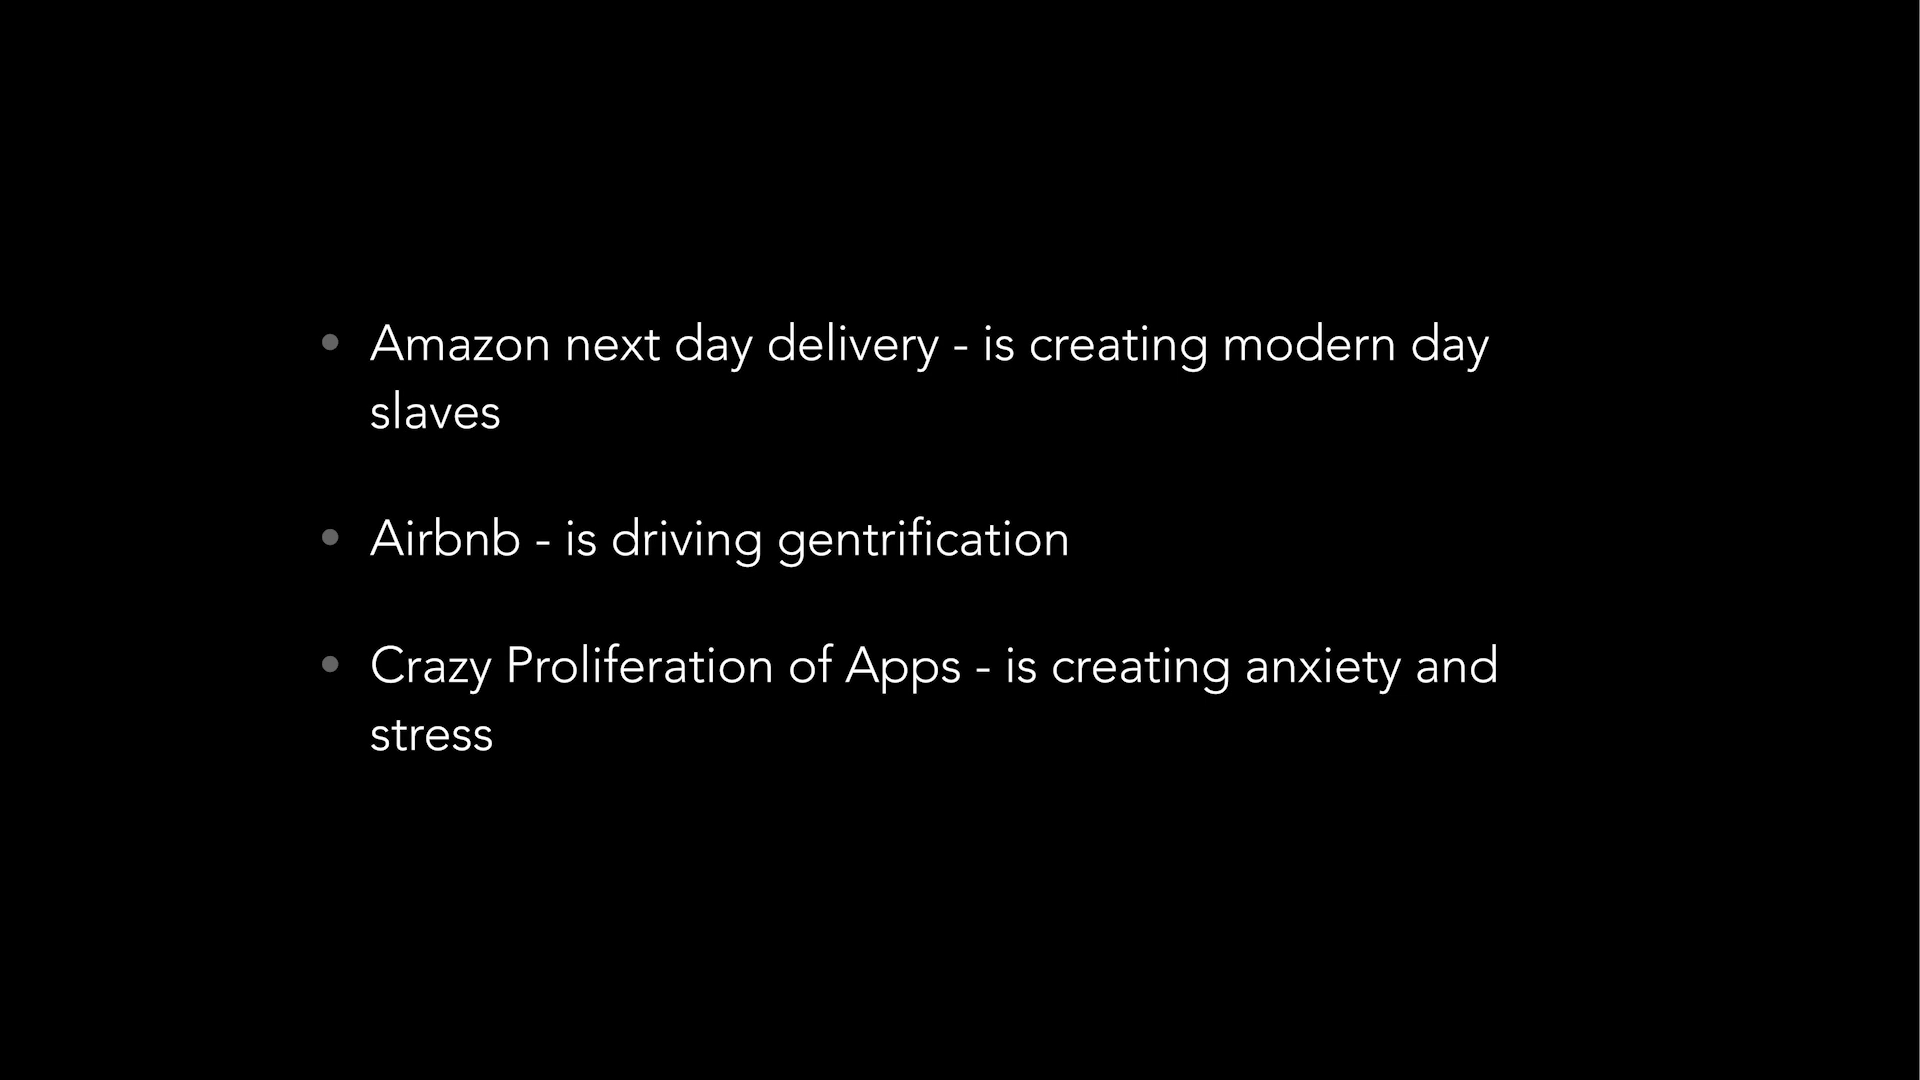 • Amazon next day delivery - is creating modern day
slaves
• Airbnb - is driving gentrification
• Crazy Proliferation of Apps - is creating anxiety and
stress